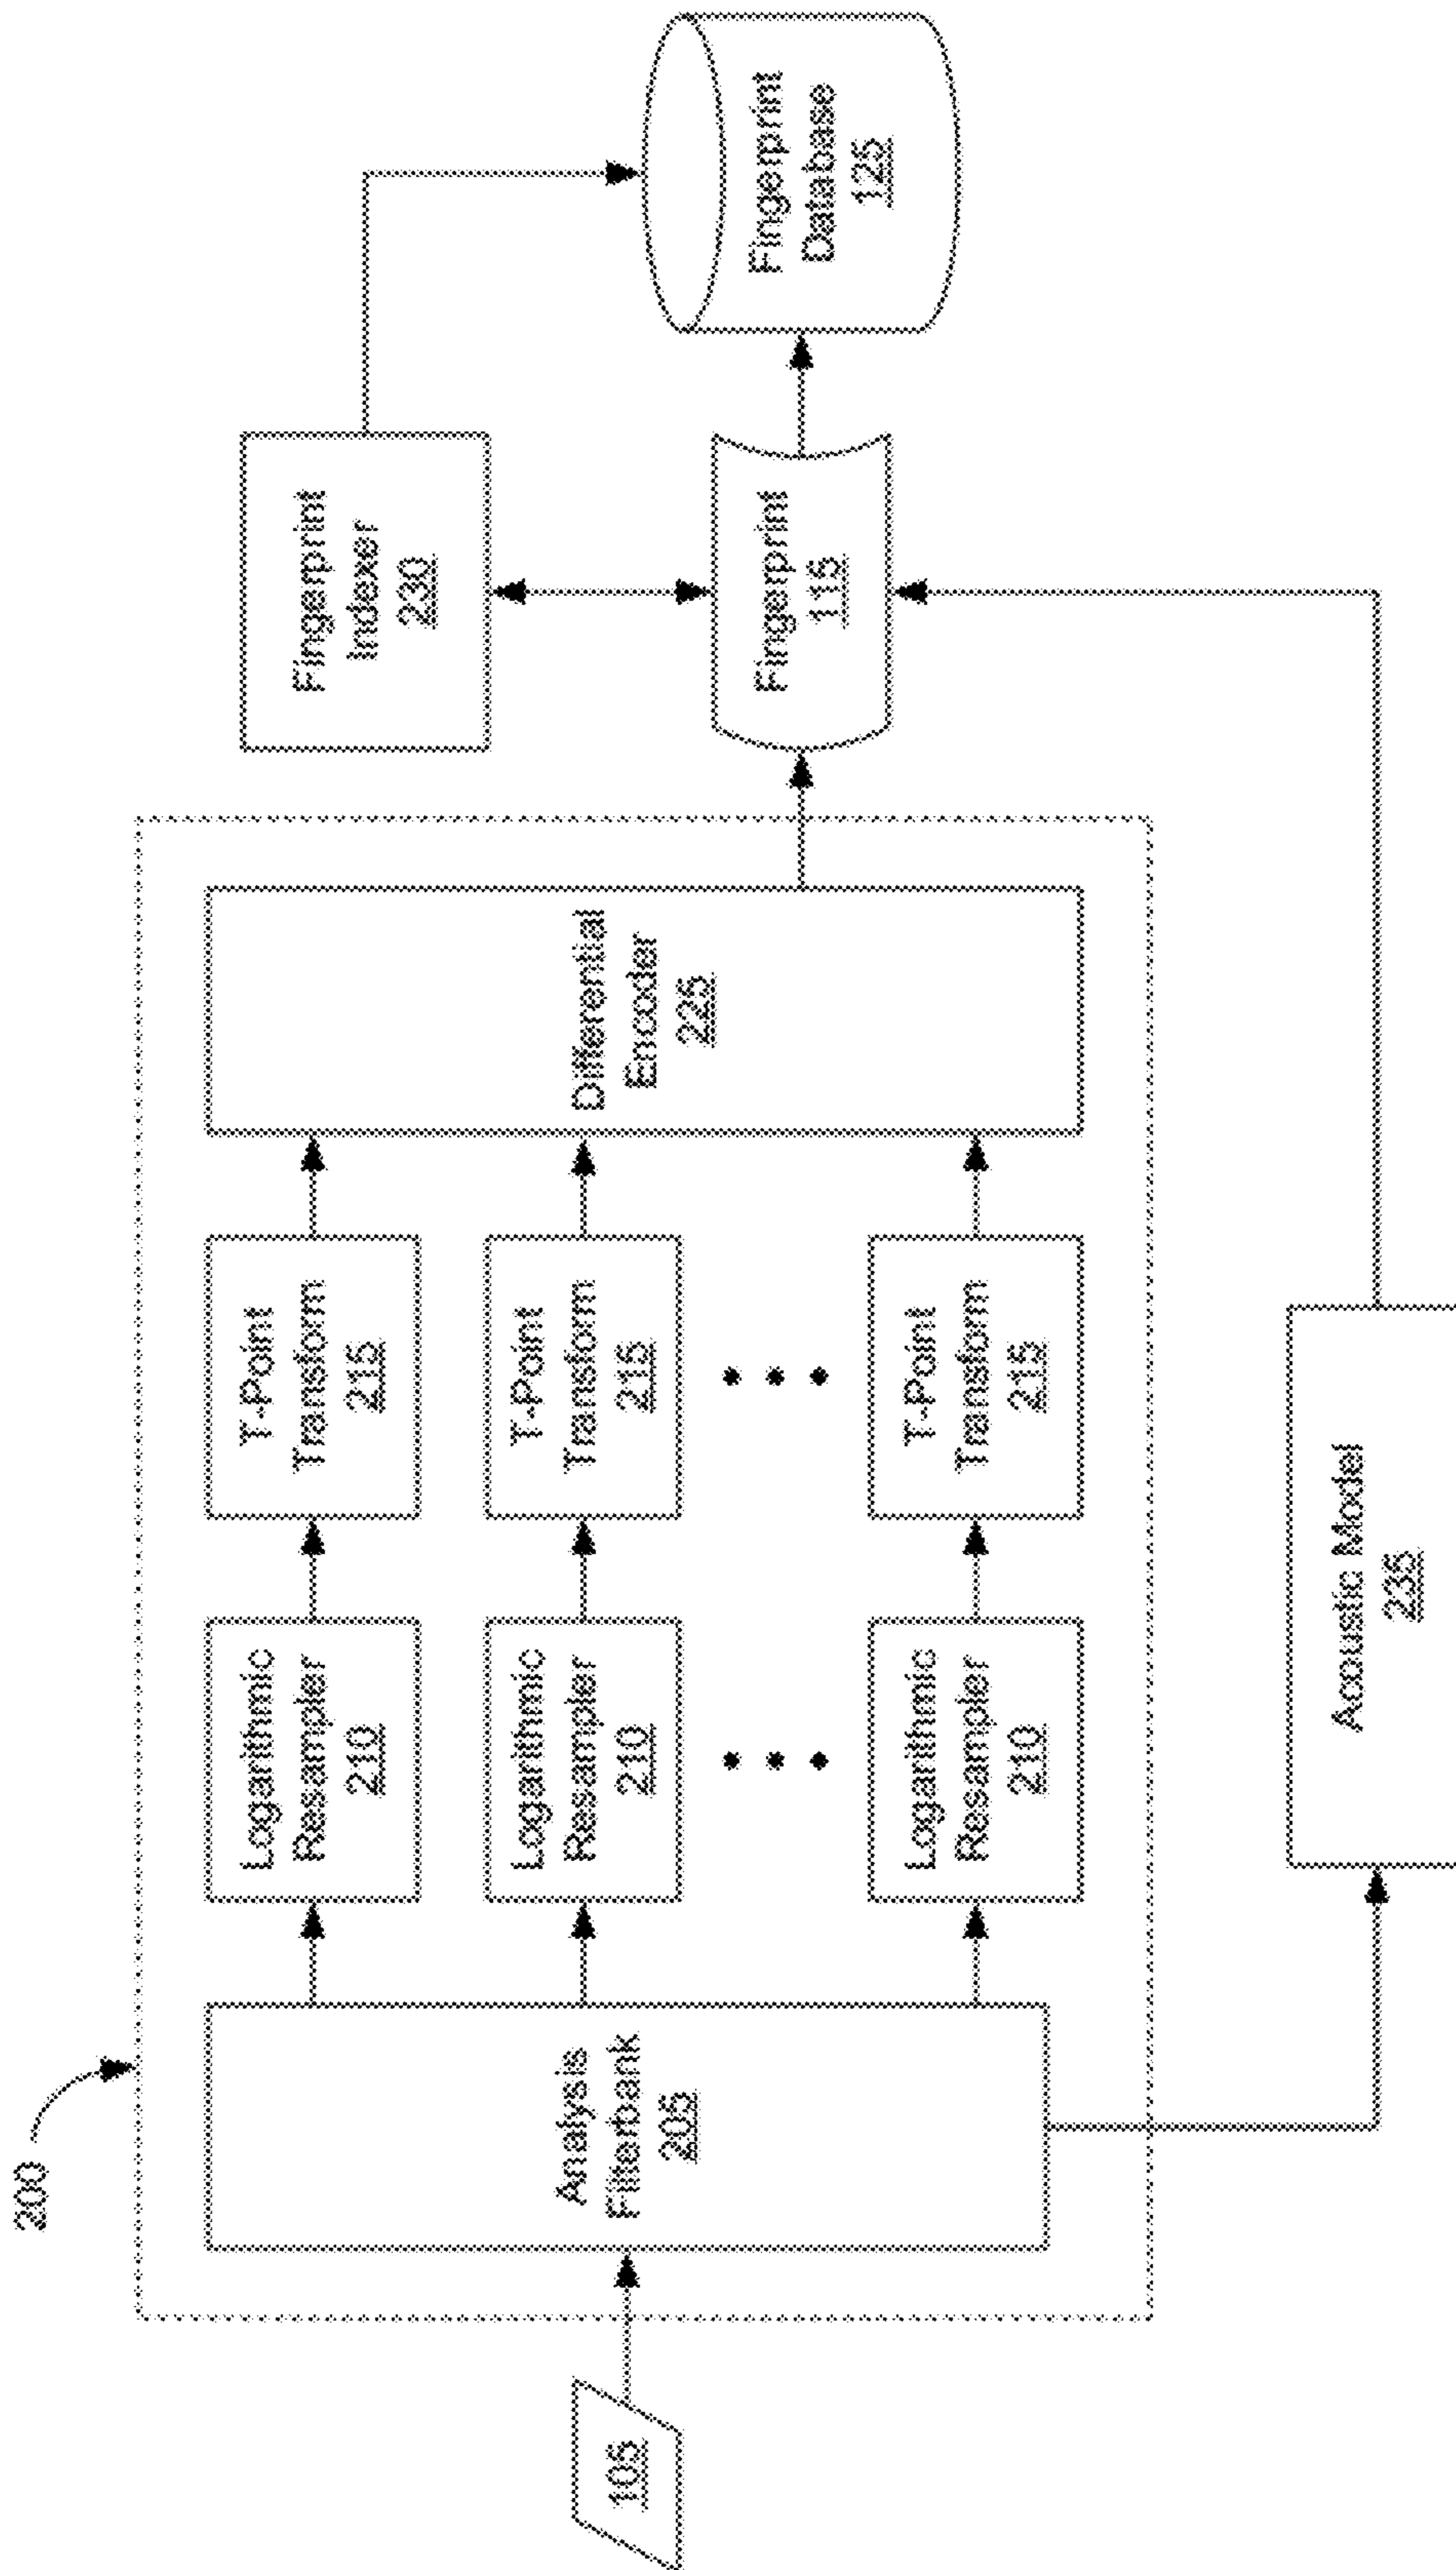 200
105
Analysis
Filterbank
205
Logarithmic
Resampler
210
Logarithmic
Resampler
210
Logarithmic
Resampler
210
T-Point
Transform
215
T-Point
Transform
215
T-Point
Transform
215
Differential
Encoder
225
Fingerprint
Indexer
230
Fingerprint
115
Fingerprint
Database
125
Acoustic Model
235